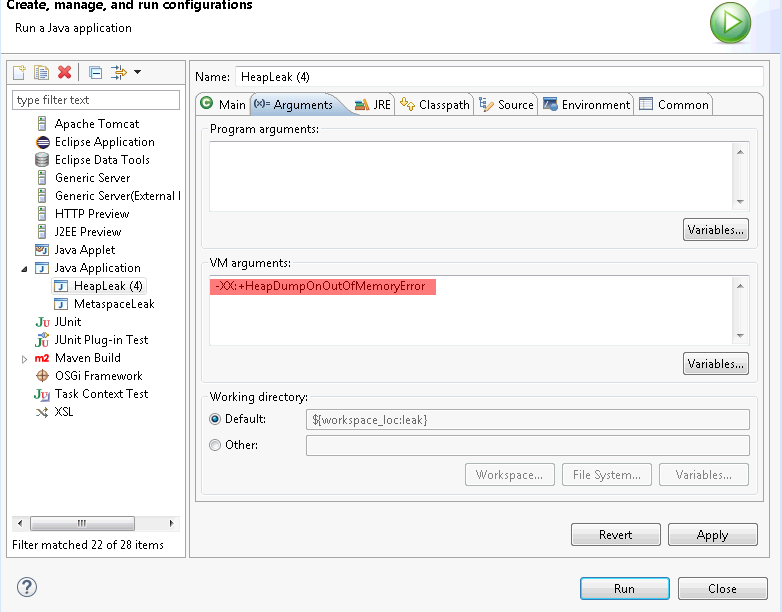 Create, manage, and run configurations
Run a Java application
type filter text
Apache Tomcat
Eclipse Application
Eclipse Data Tools
Generic Server
Generic Server(External l
HTTP Preview
J2EE Preview
Java Applet
Java Application
HeapLeak (4)
MetaspaceLeak
JUnit
JUnit Plug-in Test
Maven Build
OSGi Framework
Task Context Test
XSL
Filter matched 22 of 28 items
Name: HeapLeak (4)
Main (x)= Arguments JRE Classpath Source Environment Common
Program arguments:
Variables...
VM arguments:
-XX:+HeapDumpOnOutOfMemoryError
Variables...
Working directory:
Default: ${workspace_loc:leak}
Other:
Workspace... File System... Variables...
Revert Apply
Run Close